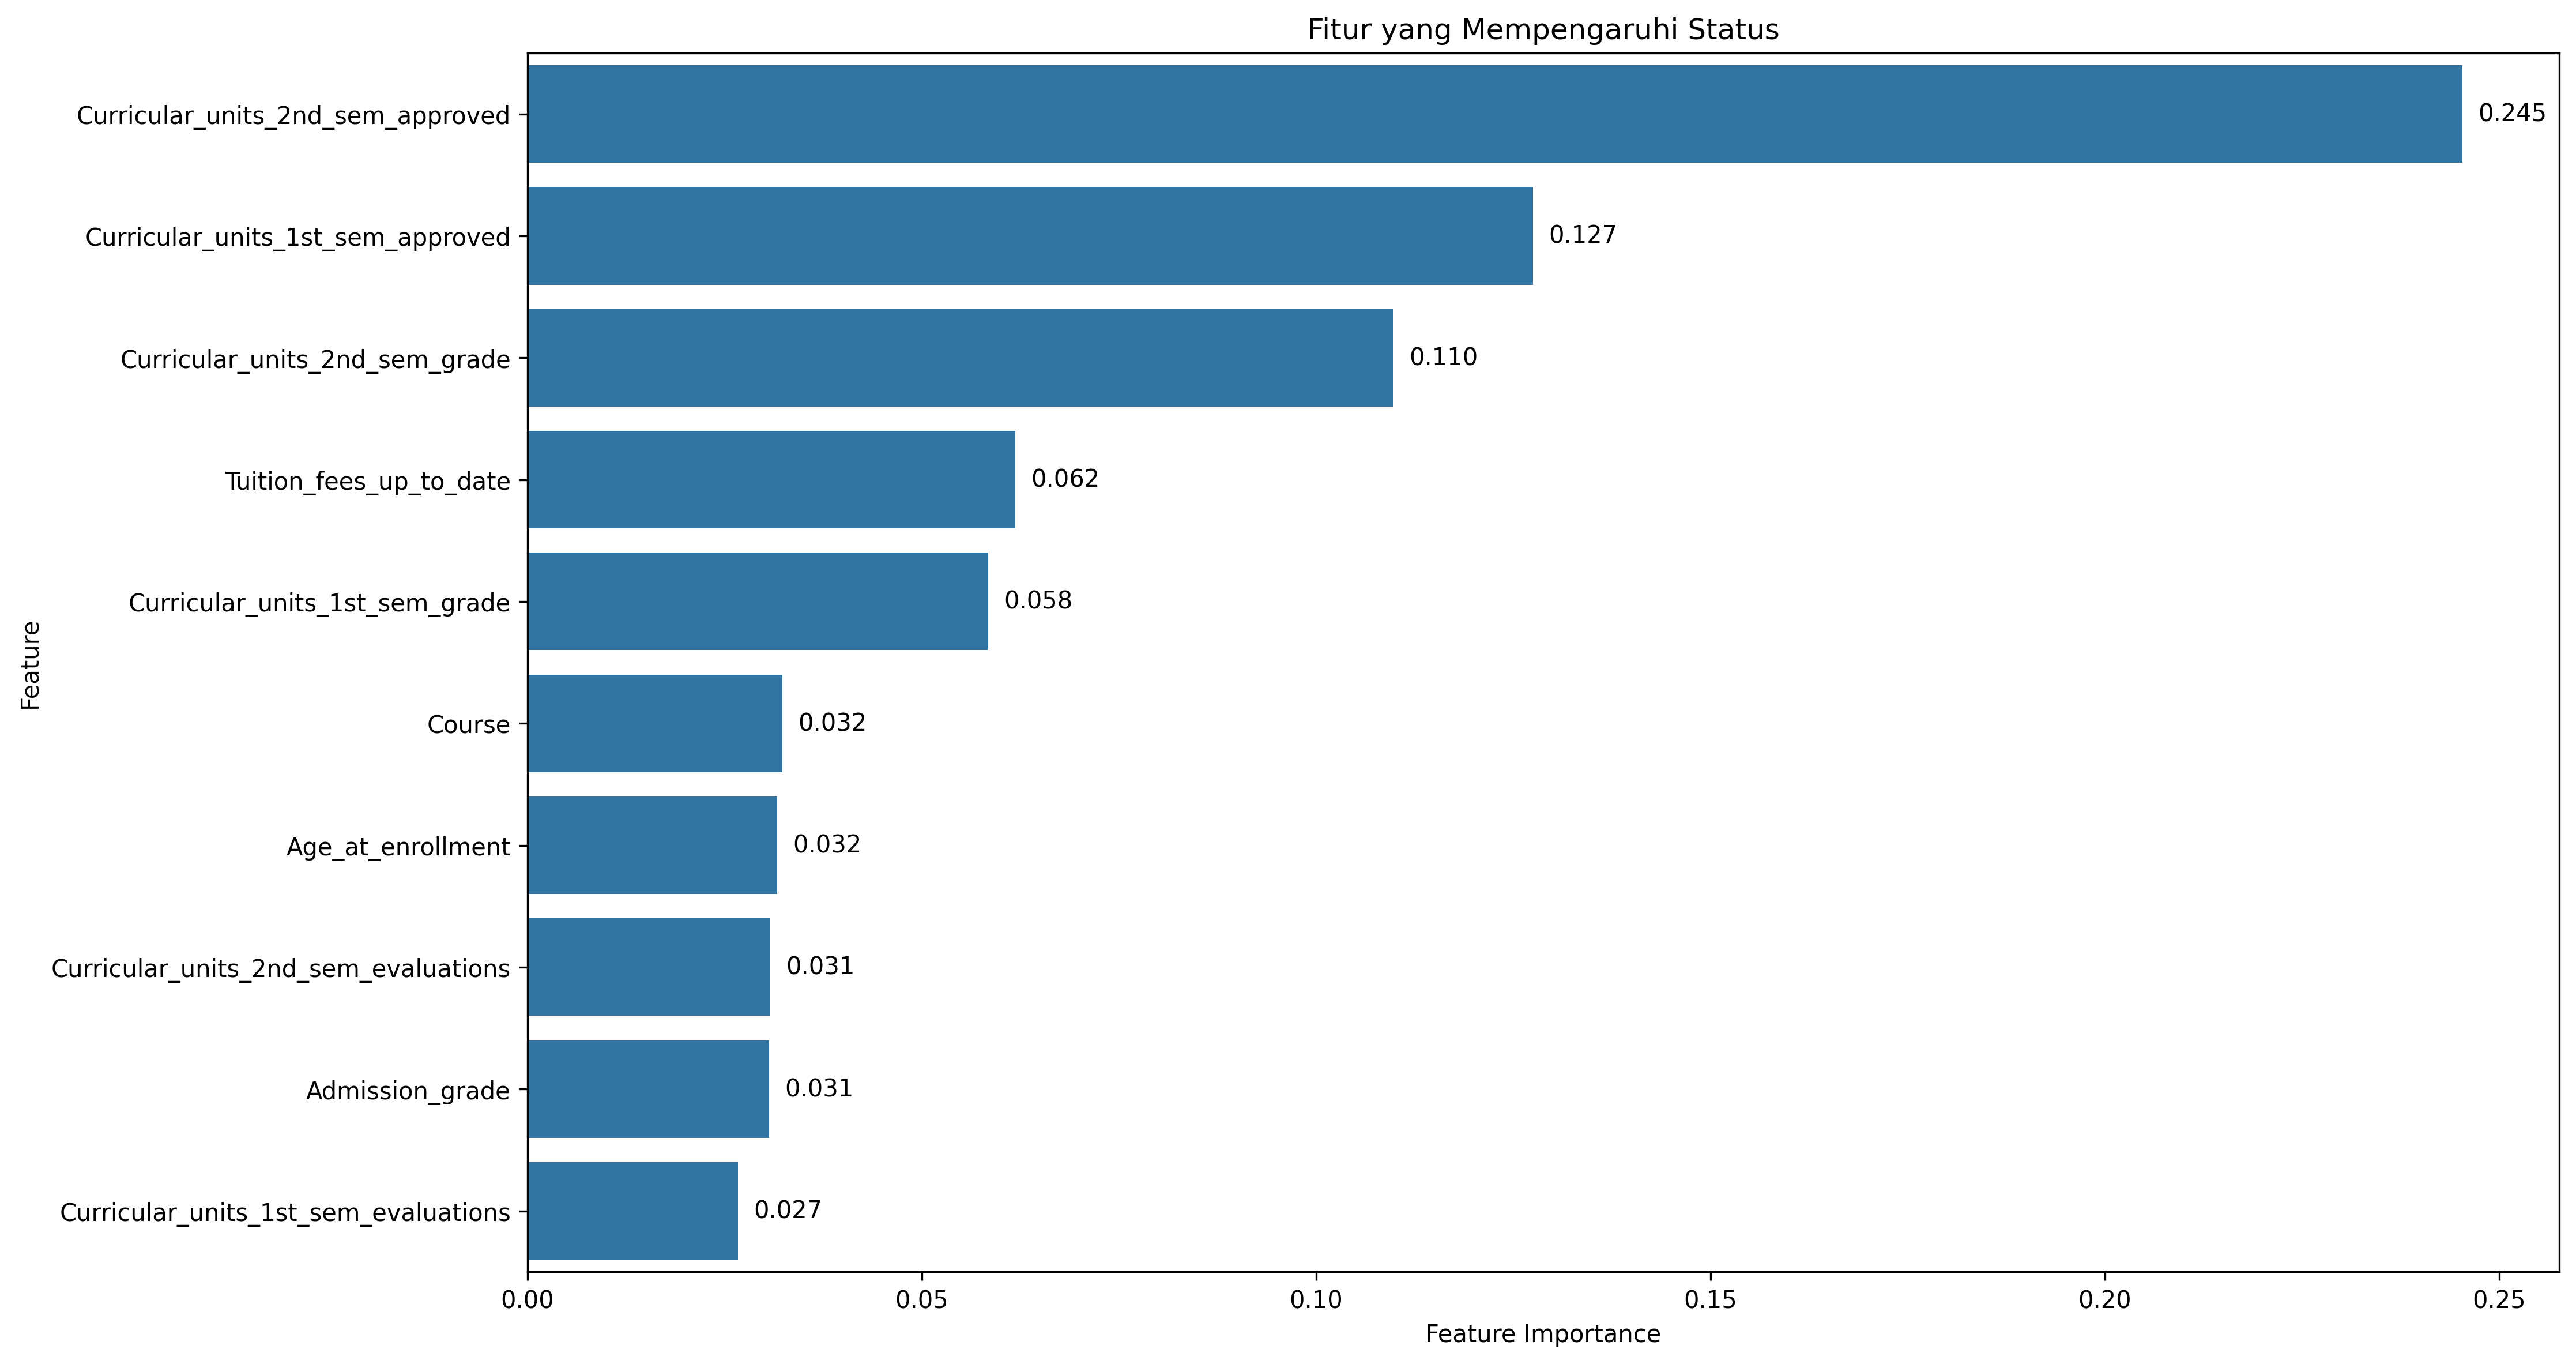 Fitur yang Mempengaruhi Status
Feature
Curricular_units_2nd_sem_approved
0.245
Curricular_units_1st_sem_approved
0.127
Curricular_units_2nd_sem_grade
0.110
Tuition_fees_up_to_date
0.062
Curricular_units_1st_sem_grade
0.058
Course
0.032
Age_at_enrollment
0.032
Curricular_units_2nd_sem_evaluations
0.031
Admission_grade
0.031
Curricular_units_1st_sem_evaluations
0.027
0.00 0.05 0.10 0.15 0.20 0.25
Feature Importance